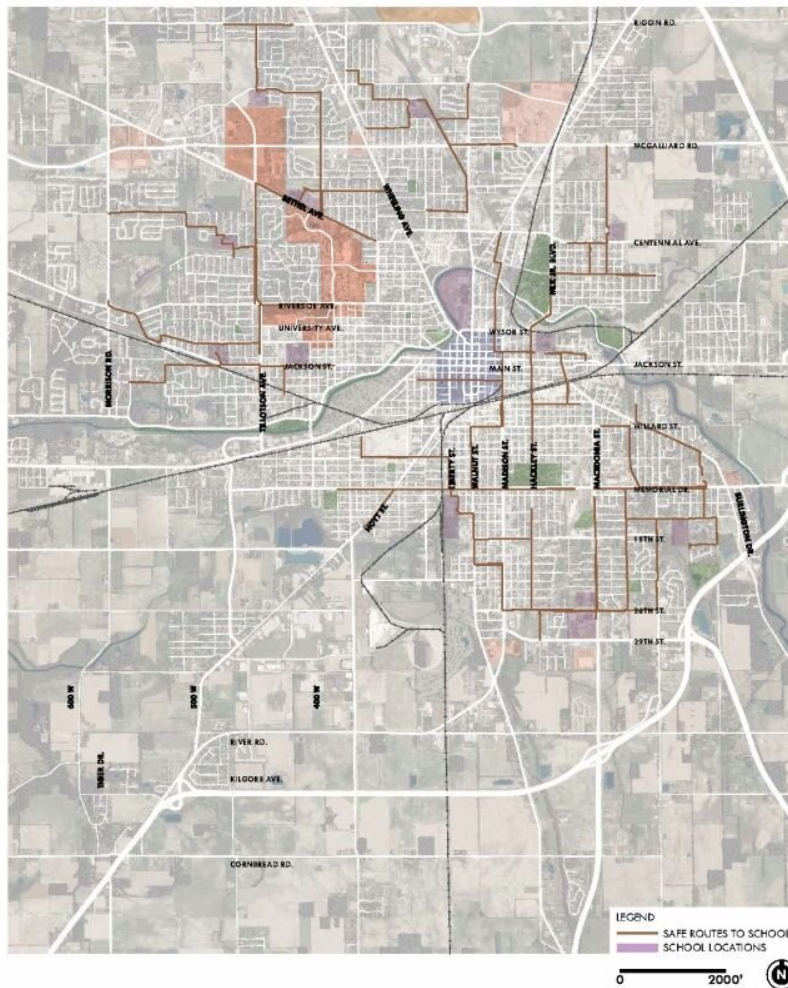 RIGGIN RD.
MCGALLIARD RD.
BETHEL AVE.
WHEELING AVE.
CENTENNIAL AVE.
MLK JR. BLVD.
RIVERSIDE AVE.
UNIVERSITY AVE.
WYSOR ST.
MORRISON RD.
TILLOTSON AVE.
JACKSON ST.
MAIN ST.
JACKSON ST.
WILLARD ST.
LIBERTY ST.
WALNUT ST.
MADISON ST.
HACKLEY ST.
MACEDONIA ST.
MEMORIAL DR.
BURLINGTON DR.
HOYT ST.
18TH ST.
26TH ST.
29TH ST.
600 W
500 W
400 W
RIVER RD.
KILGORE AVE.
CORNBREAD RD.
LEGEND
SAFE ROUTES TO SCHOOL
SCHOOL LOCATIONS
0 2000'
N